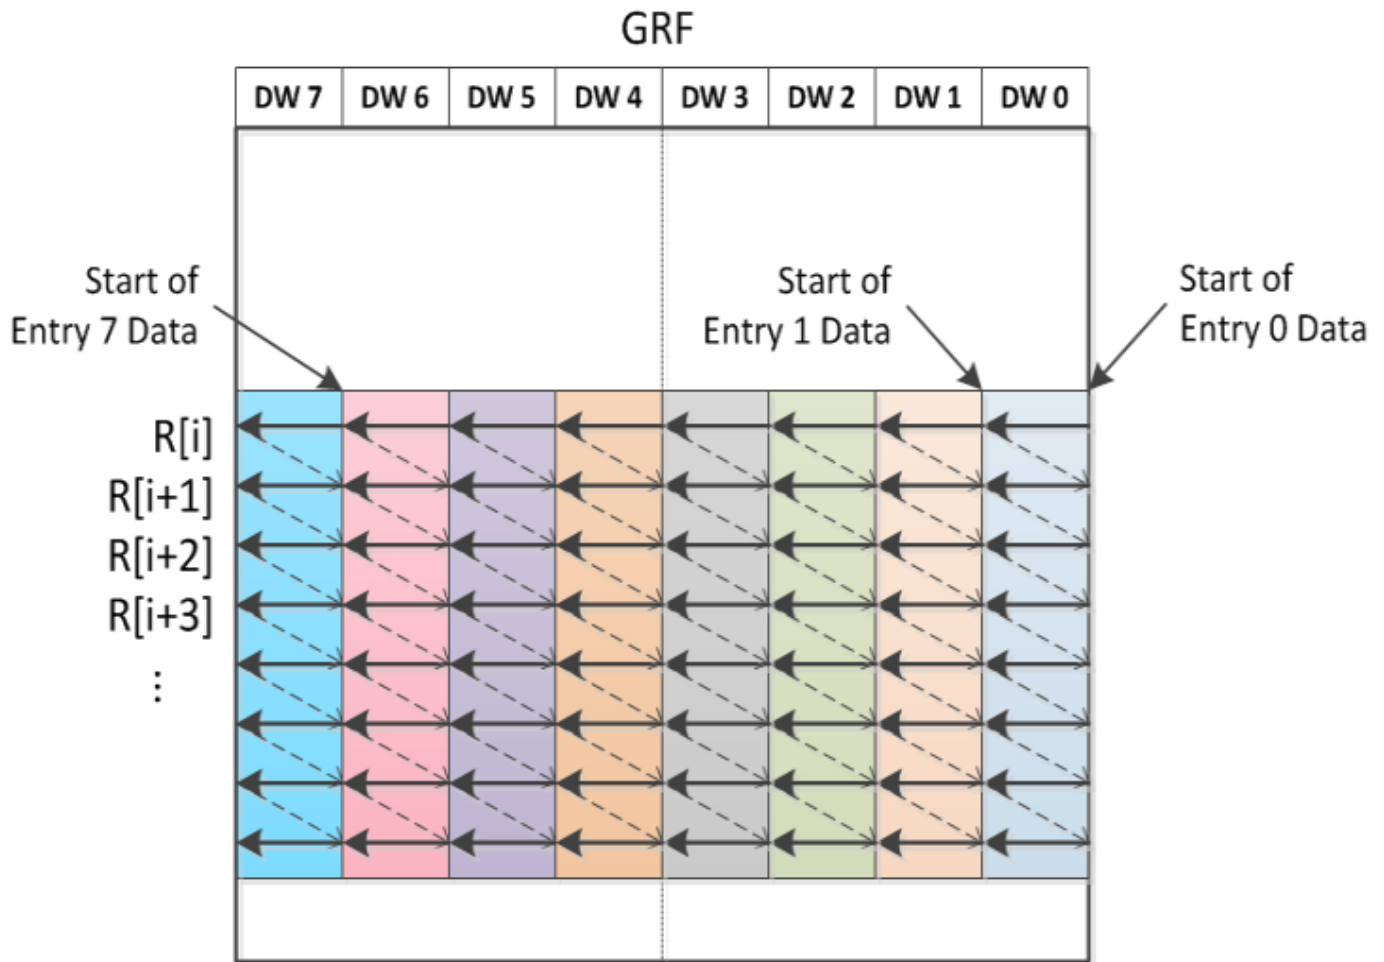 GRF
DW 7 DW 6 DW 5 DW 4 DW 3 DW 2 DW 1 DW 0
Start of
Entry 7 Data
Start of
Entry 1 Data
Start of
Entry 0 Data
R[i]
R[i+1]
R[i+2]
R[i+3]
⋮